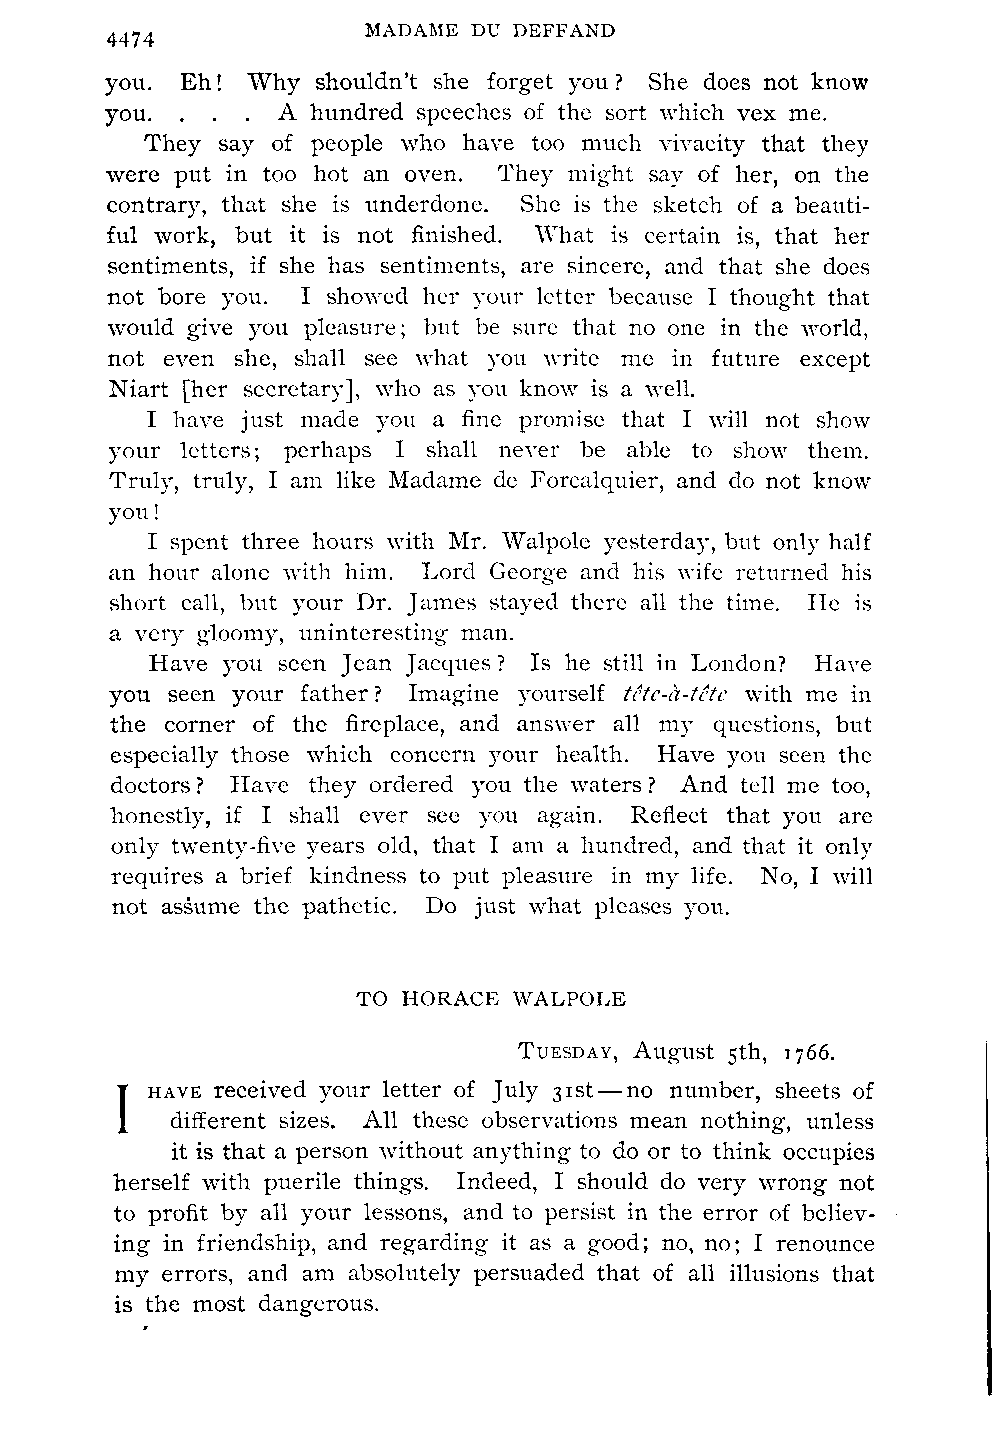 4474
MADAME DU DEFFAND
you. Eh! Why shouldn't she forget you? She does not know
you. . . . A hundred speeches of the sort which vex me.
They say of people who have too much vivacity that they
were put in too hot an oven. They might say of her, on the
contrary, that she is underdone. She is the sketch of a beauti-
ful work, but it is not finished. What is certain is, that her
sentiments, if she has sentiments, are sincere, and that she does
not bore you. I showed her your letter because I thought that
would give you pleasure; but be sure that no one in the world,
not even she, shall see what you write me in future except
Niart [her secretary], who as you know is a well.
I have just made you a fine promise that I will not show
your letters; perhaps I shall never be able to show them.
Truly, truly, I am like Madame de Forcalquier, and do not know
you!
I spent three hours with Mr. Walpole yesterday, but only half
an hour alone with him. Lord George and his wife returned his
short call, but your Dr. James stayed there all the time. He is
a very gloomy, uninteresting man.
Have you seen Jean Jacques? Is he still in London? Have
you seen your father? Imagine yourself tête-à-tête with me in
the corner of the fireplace, and answer all my questions, but
especially those which concern your health. Have you seen the
doctors? Have they ordered you the waters? And tell me too,
honestly, if I shall ever see you again. Reflect that you are
only twenty-five years old, that I am a hundred, and that it only
requires a brief kindness to put pleasure in my life. No, I will
not assume the pathetic. Do just what pleases you.
TO HORACE WALPOLE
TUESDAY, August 5th, 1766.
I HAVE received your letter of July 31st—no number, sheets of
different sizes. All these observations mean nothing, unless
it is that a person without anything to do or to think occupies
herself with puerile things. Indeed, I should do very wrong not
to profit by all your lessons, and to persist in the error of believ-
ing in friendship, and regarding it as a good; no, no; I renounce
my errors, and am absolutely persuaded that of all illusions that
is the most dangerous.